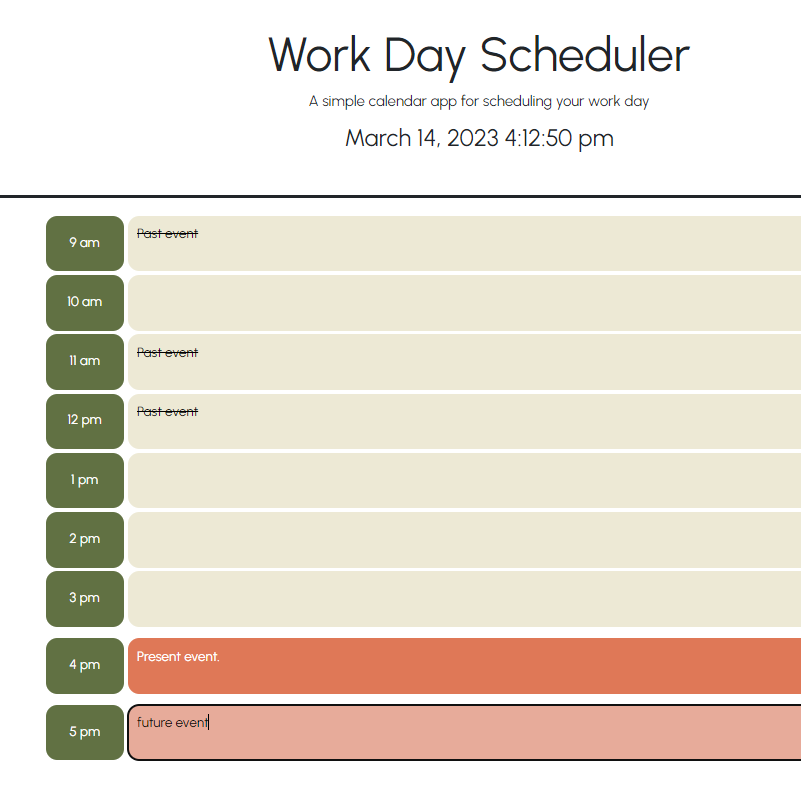 Work Day Scheduler
A simple calendar app for scheduling your work day
March 14, 2023 4:12:50 pm
9 am
Past event
10 am
11 am
Past event
12 pm
Past event
1 pm
2 pm
3 pm
4 pm
Present event.
5 pm
future event